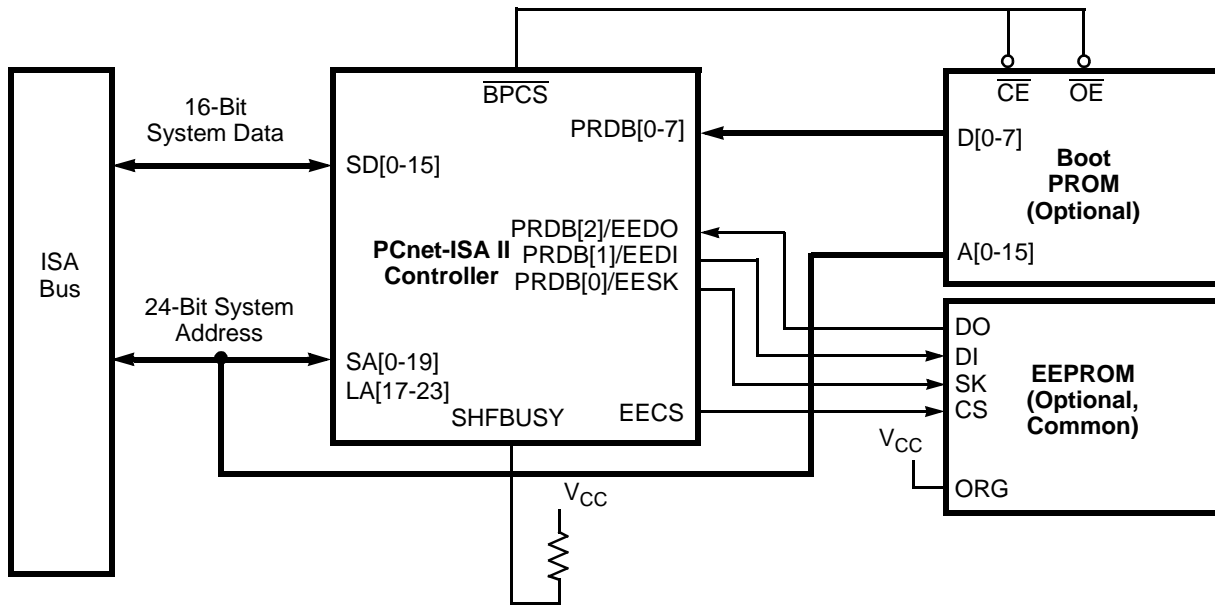 ISA
Bus
16-Bit
System Data
24-Bit System
Address
BPCS
PRDB[0-7]
SD[0-15]
PRDB[2]/EEDO
PRDB[1]/EEDI
PRDB[0]/EESK
PCnet-ISA II
Controller
SA[0-19]
LA[17-23]
SHFBUSY
EECS
VCC
CE
OE
D[0-7]
Boot
PROM
(Optional)
A[0-15]
DO
DI
SK
CS
EEPROM
(Optional,
Common)
VCC
ORG